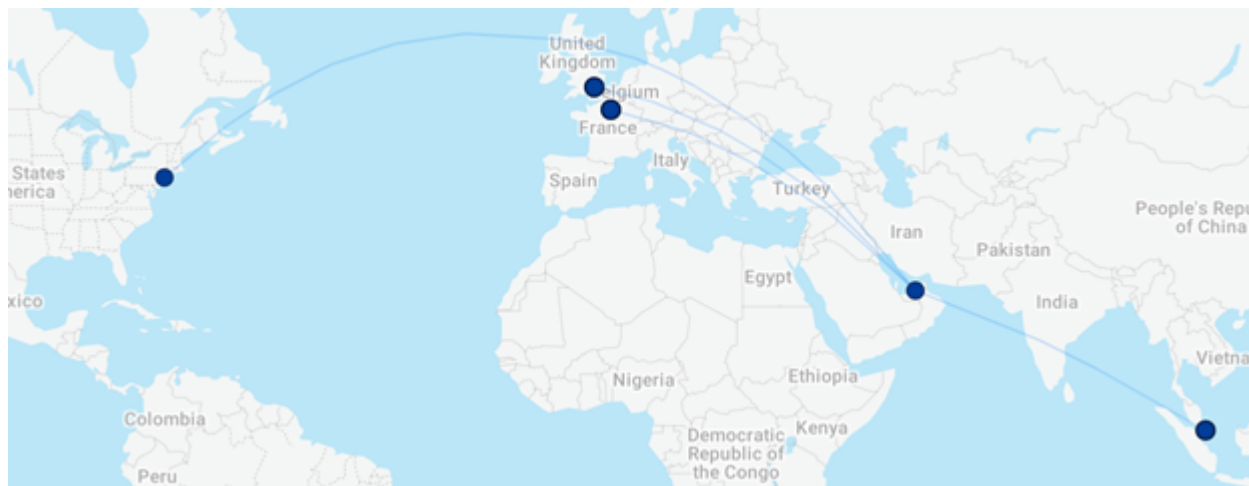 United
Kingdom
elgium
France
States
merica
Italy
Spain
Turkey
People's Repu
of China
Iran
Pakistan
Egypt
India
xico
Vietna
Nigeria
Ethiopia
Colombia
Kenya
Democratic
Republic of
the Congo
Peru